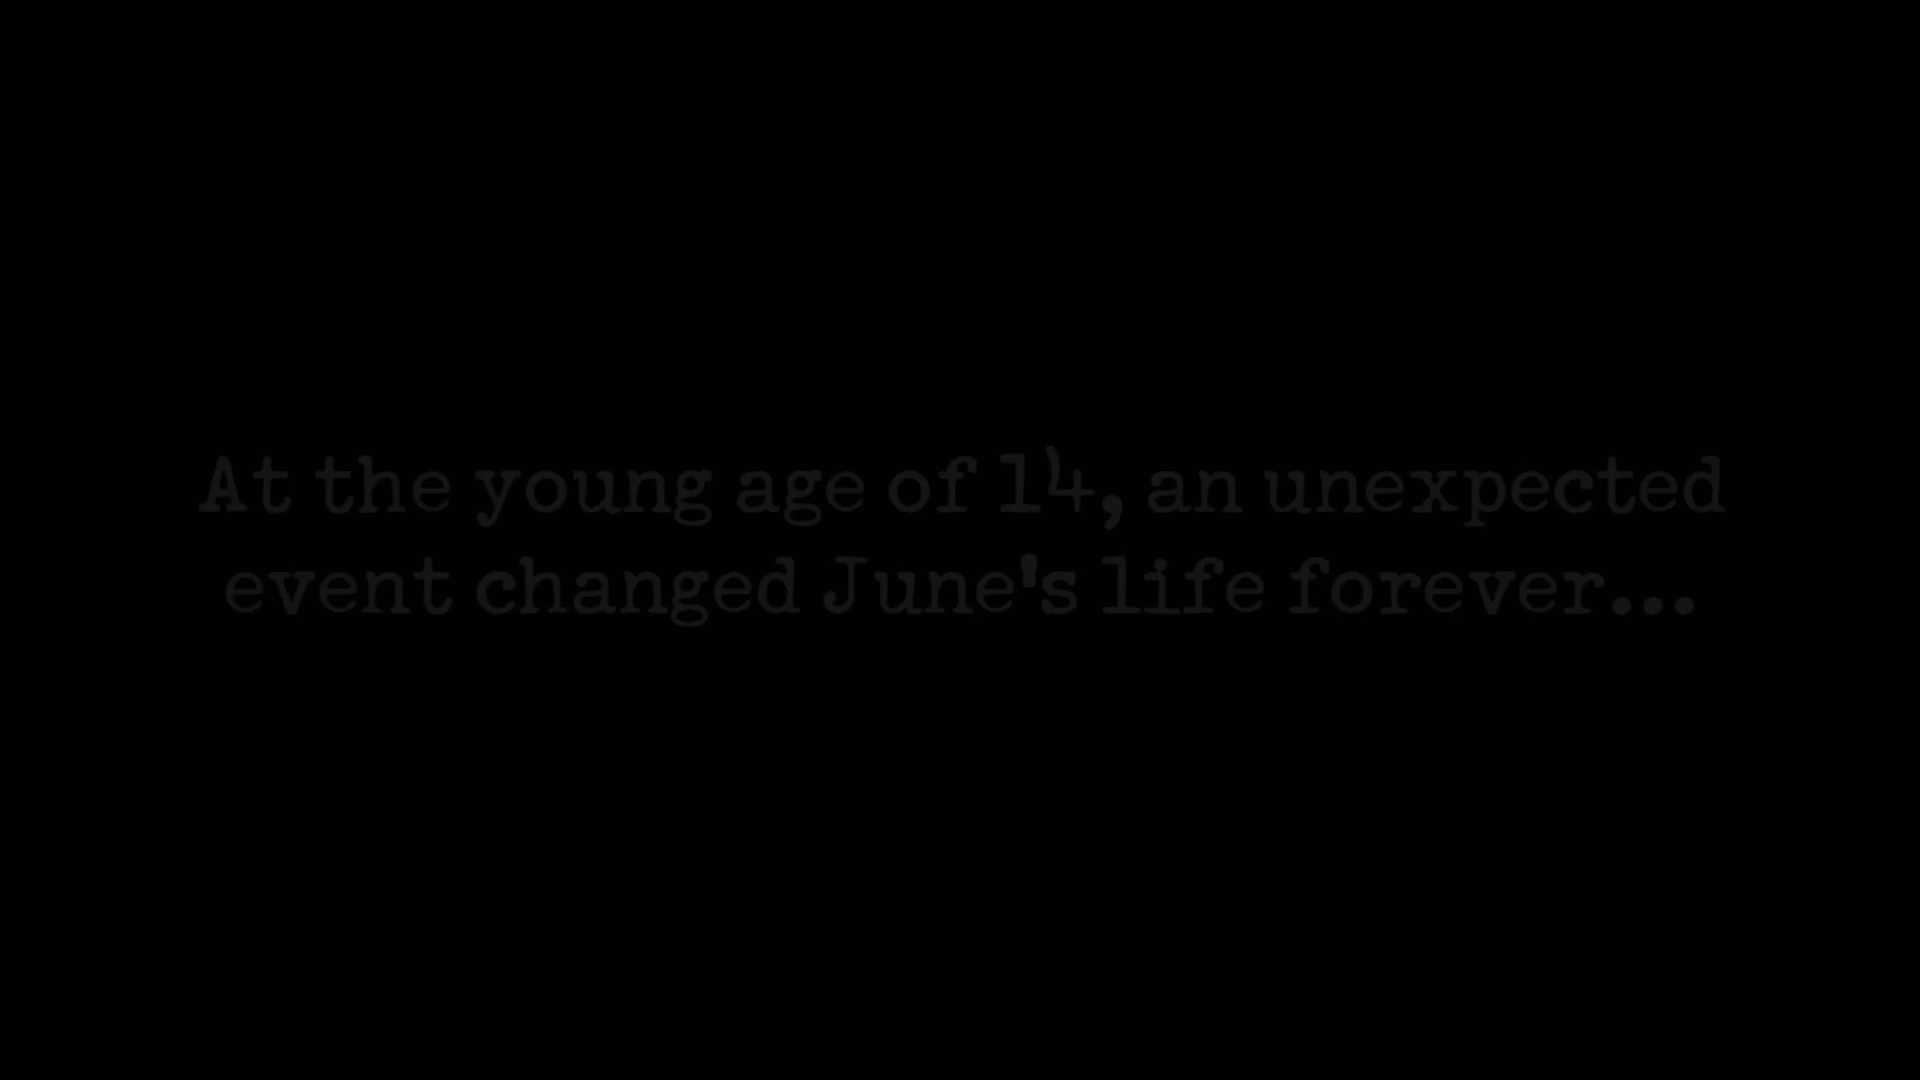 At the young age of 14, an unexpected
event changed June's life forever...